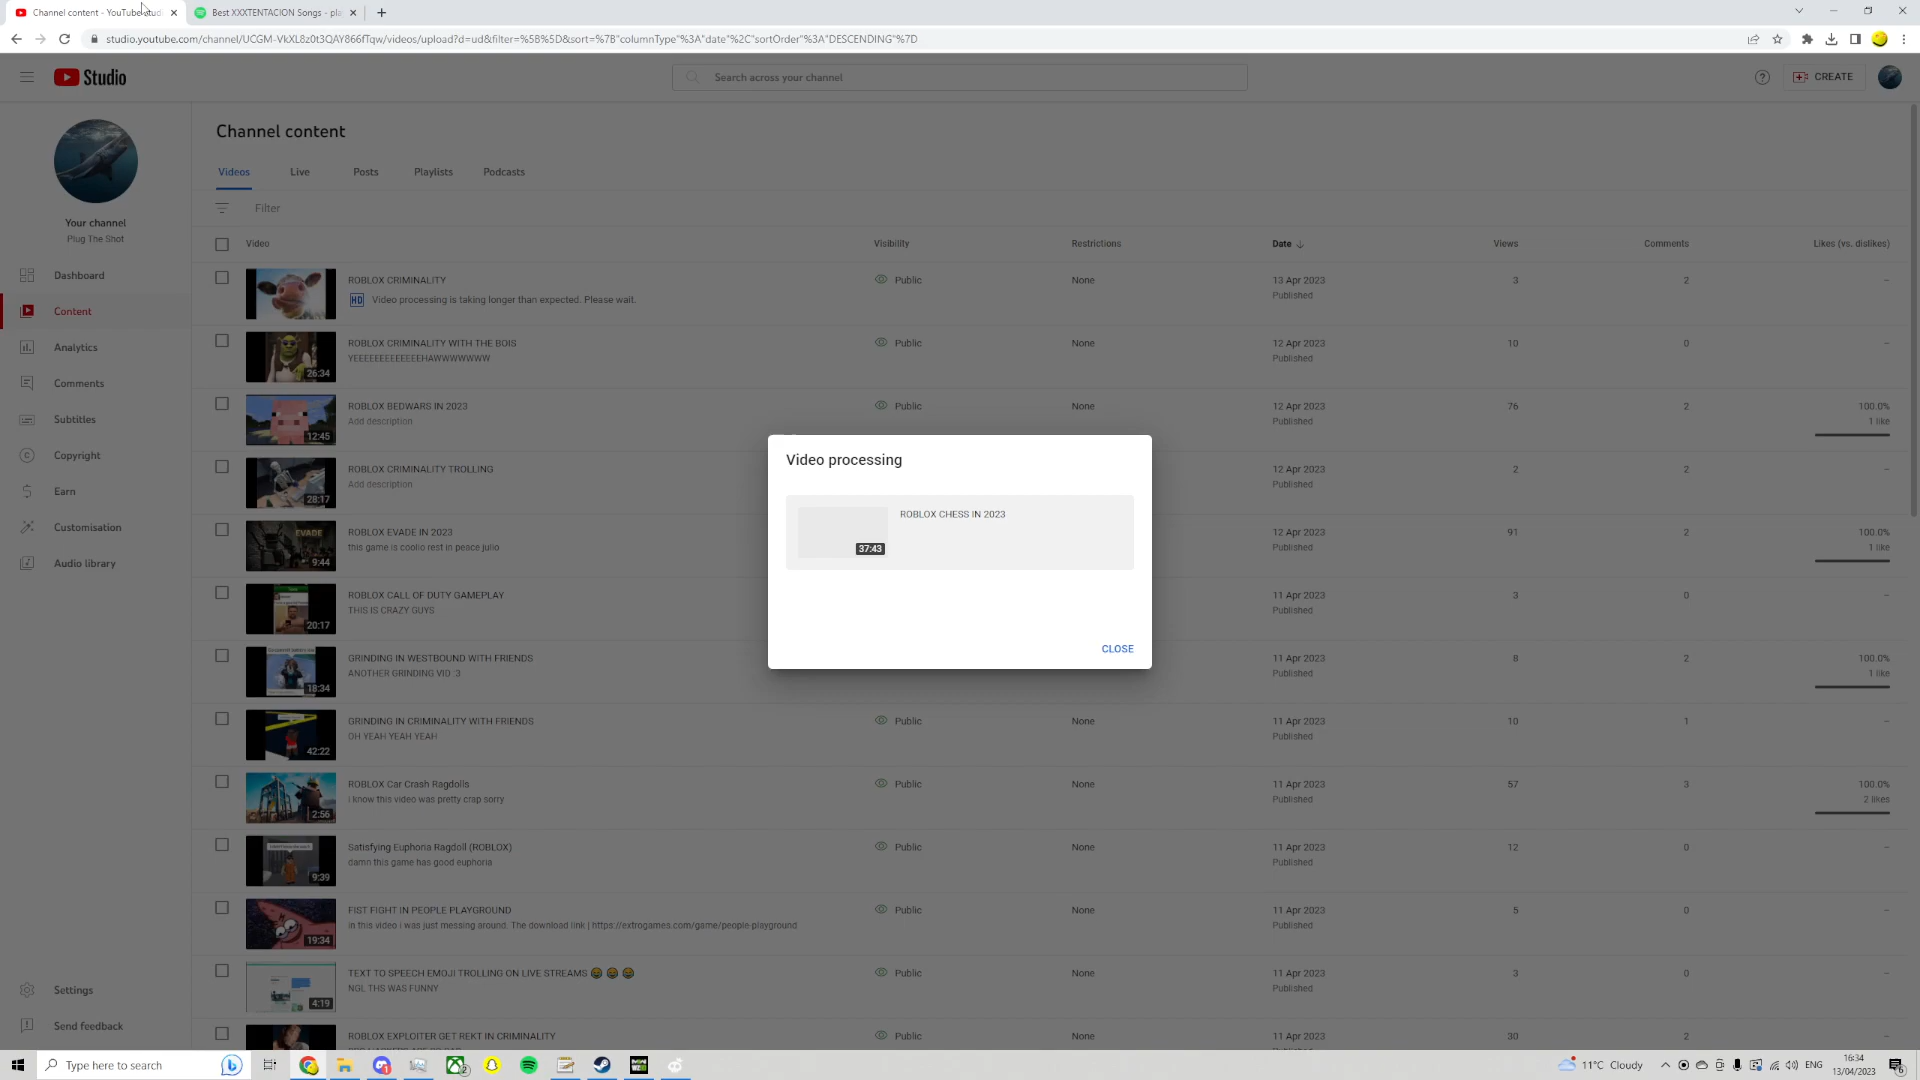 Channel content - YouTube Studi
Best XXXTENTACION Songs - pla
studio.youtube.com/channel/UCGM-VkXL8z0t3QAY866fTqw/videos/upload?d=ud&filter=%5B%5D&sort=%7B"columnType"%3A"date"%2C"sortOrder"%3A"DESCENDING"%7D
Studio
Search across your channel
CREATE
Channel content
Videos Live Posts Playlists Podcasts
Filter
Your channel
Plug The Shot
Dashboard
Content
Analytics
Comments
Subtitles
Copyright
Earn
Customisation
Audio library
Settings
Send feedback
Video Visibility Restrictions Date Views Comments Likes (vs. dislikes)
ROBLOX CRIMINALITY Public None 13 Apr 2023 3 2 –
HD Video processing is taking longer than expected. Please wait. Published
ROBLOX CRIMINALITY WITH THE BOIS Public None 12 Apr 2023 10 0 –
YEEEEEEEEEEEEHAWWWWWWW Published
26:34
ROBLOX BEDWARS IN 2023 Public None 12 Apr 2023 76 2 100.0%
Add description Published 1 like
12:45
ROBLOX CRIMINALITY TROLLING 12 Apr 2023 2 2 –
Add description Published
28:17
ROBLOX EVADE IN 2023 12 Apr 2023 91 2 100.0%
this game is coolio rest in peace julio Published 1 like
EVADE
9:44
ROBLOX CALL OF DUTY GAMEPLAY 11 Apr 2023 3 0 –
THIS IS CRAZY GUYS Published
20:17
GRINDING IN WESTBOUND WITH FRIENDS 11 Apr 2023 8 2 100.0%
ANOTHER GRINDING VID :3 Published 1 like
18:34
GRINDING IN CRIMINALITY WITH FRIENDS Public None 11 Apr 2023 10 1 –
OH YEAH YEAH YEAH Published
42:22
ROBLOX Car Crash Ragdolls Public None 11 Apr 2023 57 3 100.0%
i know this video was pretty crap sorry Published 2 likes
2:56
Satisfying Euphoria Ragdoll (ROBLOX) Public None 11 Apr 2023 12 0 –
damn this game has good euphoria Published
9:39
FIST FIGHT IN PEOPLE PLAYGROUND Public None 11 Apr 2023 5 0 –
in this video i was just messing around. The download link | https://extrogames.com/game/people-playground Published
19:34
TEXT TO SPEECH EMOJI TROLLING ON LIVE STREAMS 😂 😂 😂 Public None 11 Apr 2023 3 0 –
NGL THS WAS FUNNY Published
4:19
ROBLOX EXPLOITER GET REKT IN CRIMINALITY Public None 11 Apr 2023 30 2 –
Video processing
ROBLOX CHESS IN 2023
37:43
CLOSE
Type here to search
11°C Cloudy
ENG
16:34
13/04/2023